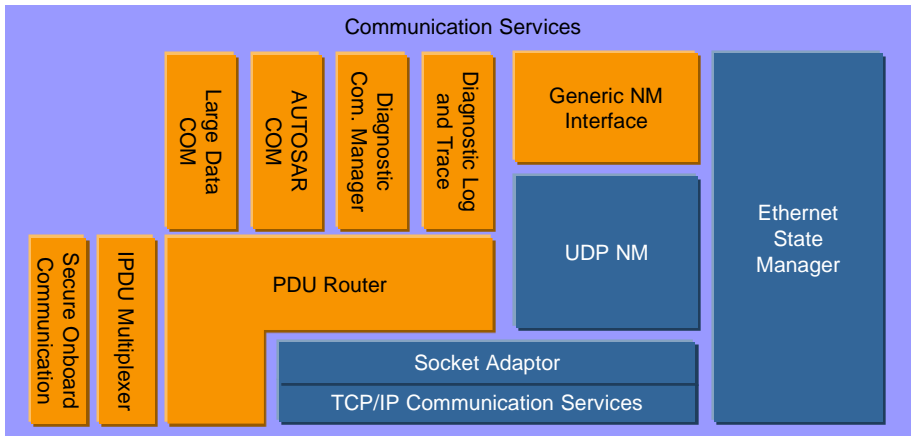 Communication Services
Large Data
COM
AUTOSAR
COM
Diagnostic
Com. Manager
Diagnostic Log
and Trace
Generic NM
Interface
Ethernet
State
Manager
UDP NM
Secure Onboard
Communication
IPDU Multiplexer
PDU Router
Socket Adaptor
TCP/IP Communication Services